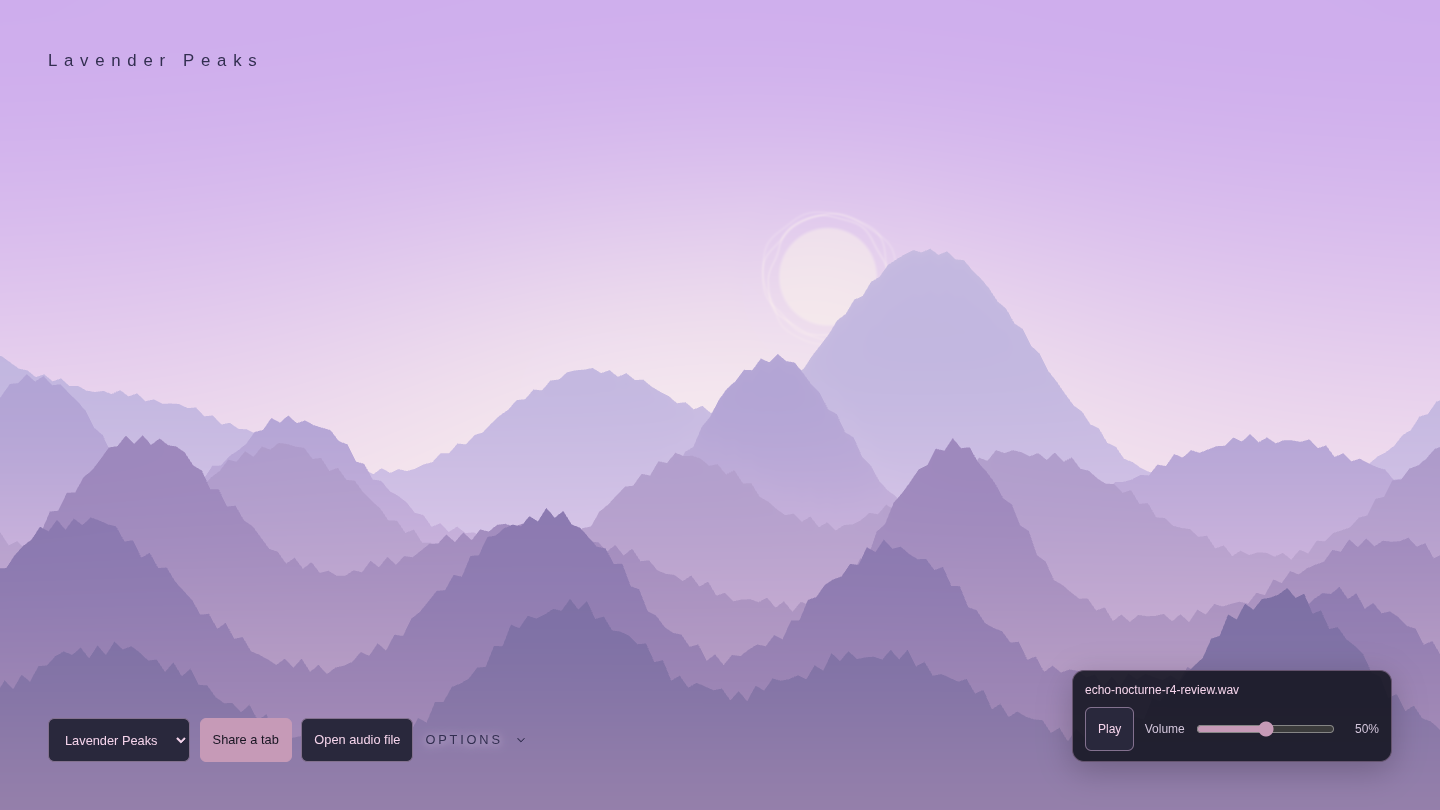 Lavender Peaks
echo-nocturne-r4-review.wav
Lavender Peaks
Share a tab
Open audio file
OPTIONS
Play
Volume
50%